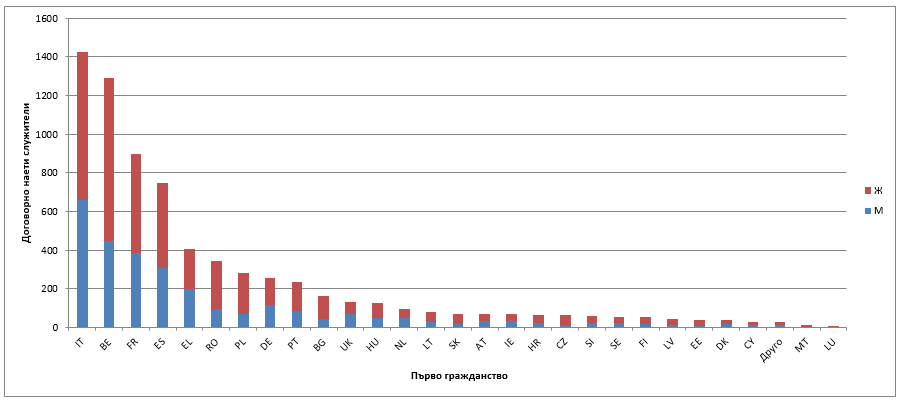 1600
1400
1200
1000
800
600
400
200
0
Договорно наети служители
IT BE FR ES EL RO PL DE PT BG UK HU NL LT SK AT IE HR CZ SI SE FI LV EE DK CY Друго MT LU
Първо гражданство
Ж
М